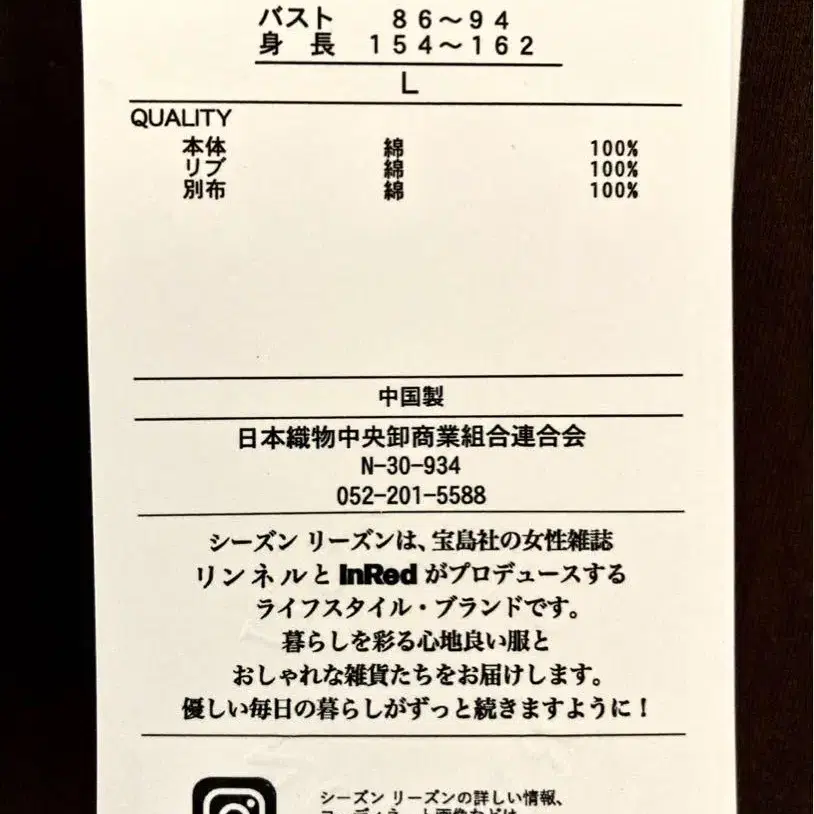 バスト 86～94
身長 154～162
L
QUALITY
本体 綿 100%
リブ 綿 100%
別布 綿 100%
中国製
日本織物中央卸商業組合連合会
N-30-934
052-201-5588
シーズン リーズンは、宝島社の女性雑誌
リンネルと InRed がプロデュースする
ライフスタイル・ブランドです。
暮らしを彩る心地良い服と
おしゃれな雑貨たちをお届けします。
優しい毎日の暮らしがずっと続きますように！
シーズン リーズンの詳しい情報、